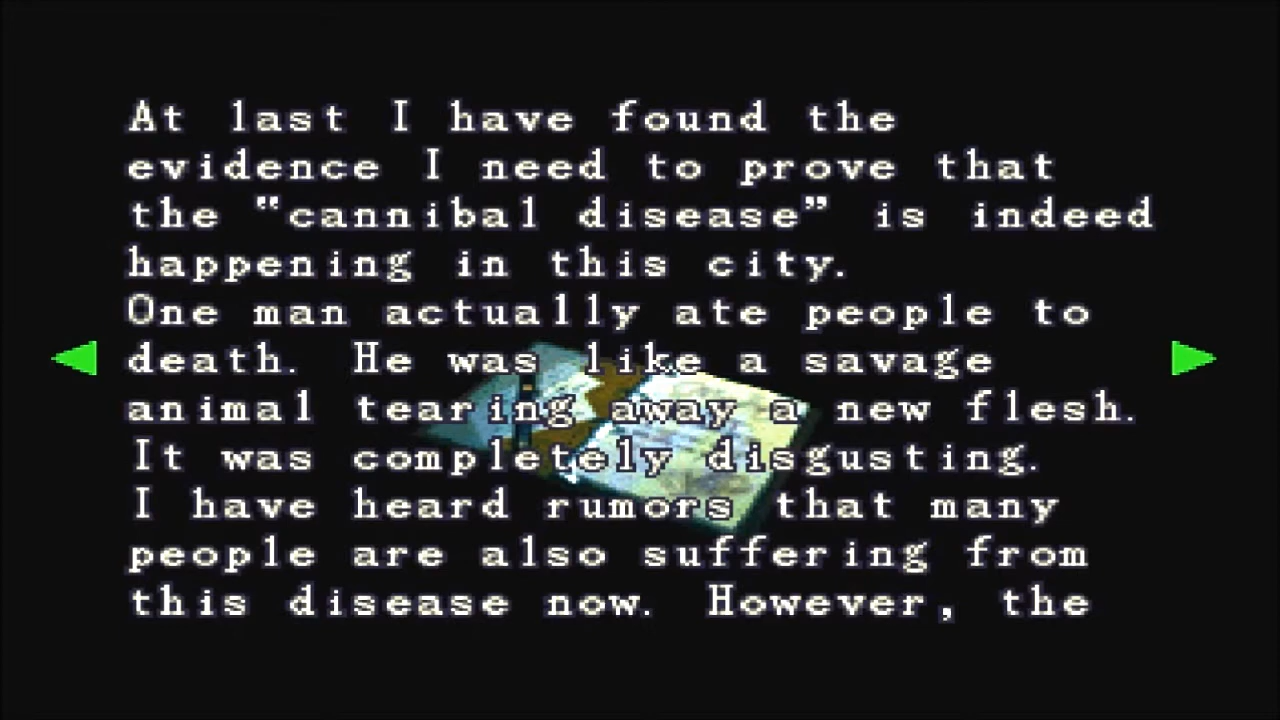 At last I have found the
evidence I need to prove that
the "cannibal disease" is indeed
happening in this city.
One man actually ate people to
death. He was like a savage
animal tearing away a new flesh.
It was completely disgusting.
I have heard rumors that many
people are also suffering from
this disease now. However, the